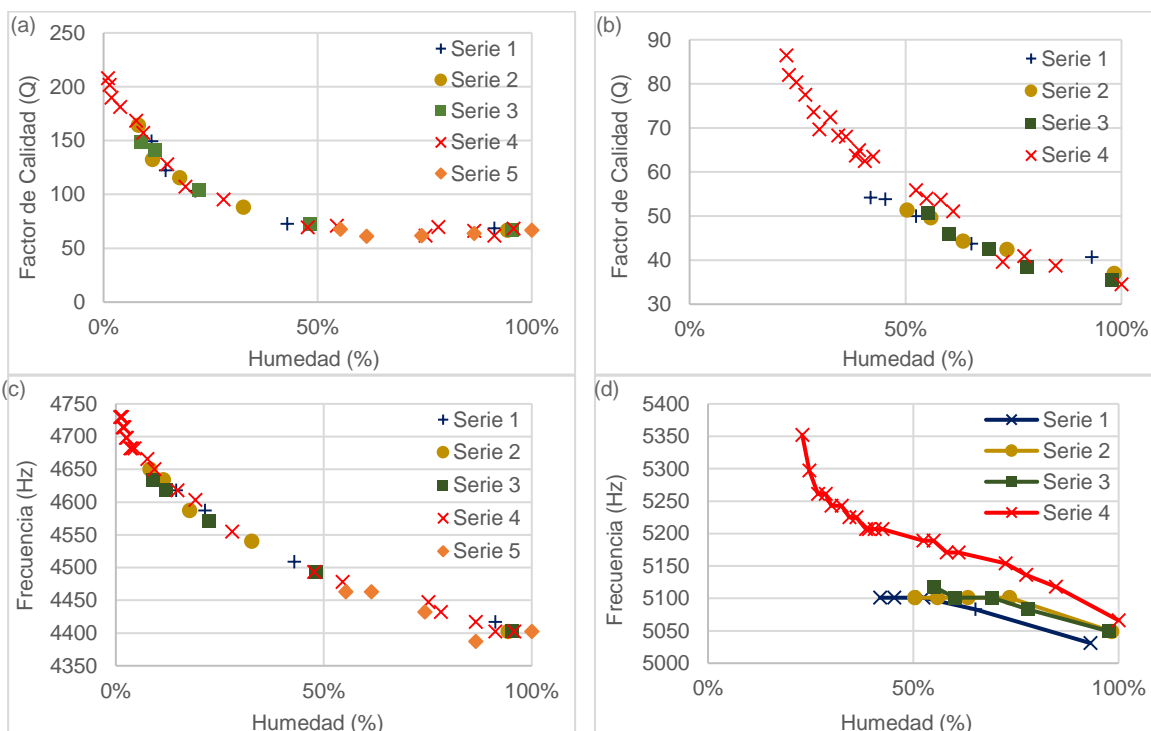 (a)
Factor de Calidad (Q)
250
200
150
100
50
0
0%
50%
100%
Humedad (%)
Serie 1
Serie 2
Serie 3
Serie 4
Serie 5
(b)
Factor de Calidad (Q)
90
80
70
60
50
40
30
0%
50%
100%
Humedad (%)
Serie 1
Serie 2
Serie 3
Serie 4
(c)
Frecuencia (Hz)
4750
4700
4650
4600
4550
4500
4450
4400
4350
0%
50%
100%
Humedad (%)
Serie 1
Serie 2
Serie 3
Serie 4
Serie 5
(d)
Frecuencia (Hz)
5400
5350
5300
5250
5200
5150
5100
5050
5000
0%
50%
100%
Humedad (%)
Serie 1
Serie 2
Serie 3
Serie 4